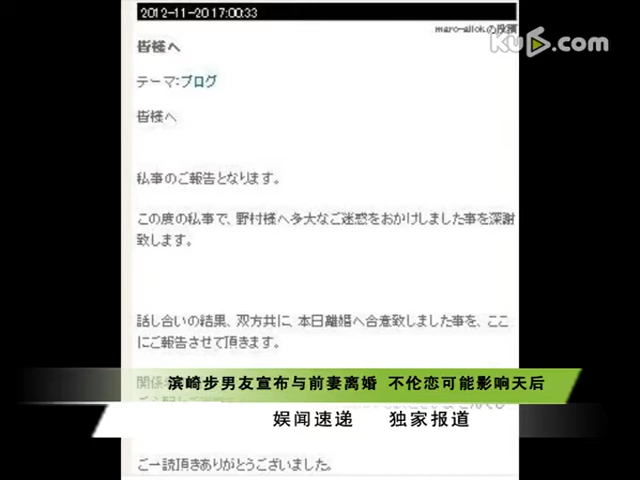 2012-11-20 17:00:33
marc-allokの投稿
Ku6.com
皆様へ
テーマ:ブログ
皆様へ
私事のご報告となります。
この度の私事で、野村様へ多大なご迷惑をおかけしました事を深謝
致します。
話し合いの結果、双方共に、本日離婚へ合意致しました事を、ここ
にご報告させて頂きます。
関係
滨崎步男友宣布与前妻离婚 不伦恋可能影响天后
娱闻速递 独家报道
ご一読頂きありがとうございました。